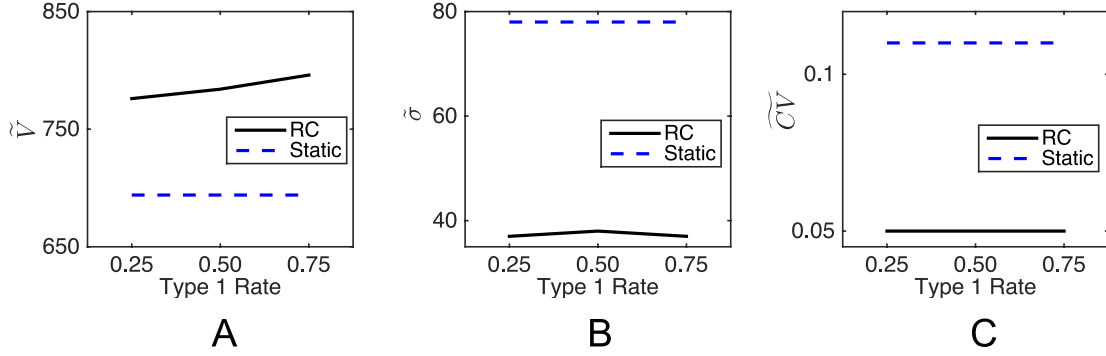 850
750
650
Ṽ
RC
Static
0.25 0.50 0.75
Type 1 Rate
A
80
60
40
σ̃
RC
Static
0.25 0.50 0.75
Type 1 Rate
B
0.1
0.05
C͠V
RC
Static
0.25 0.50 0.75
Type 1 Rate
C